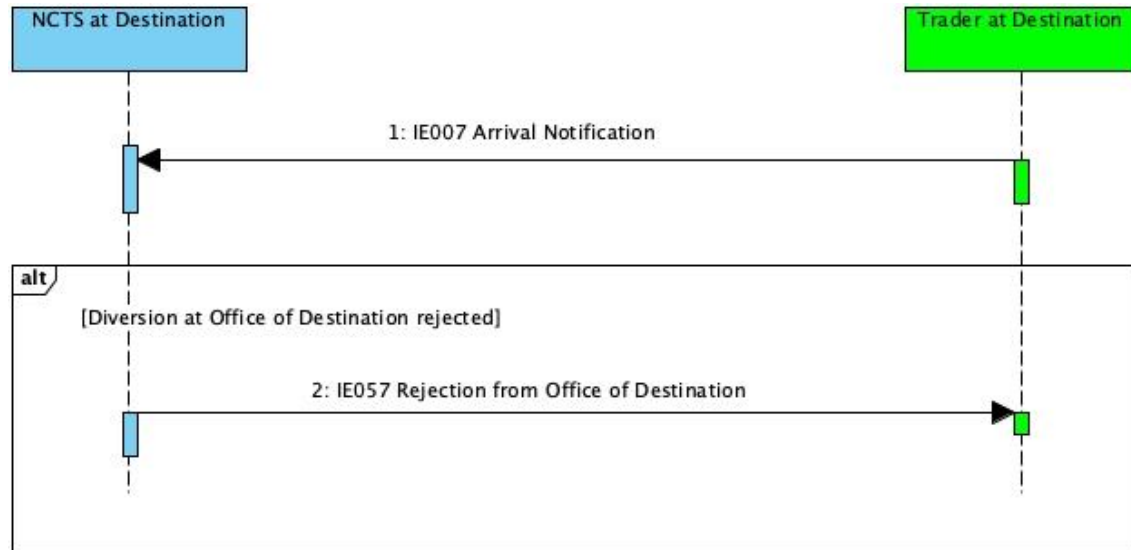 NCTS at Destination
Trader at Destination
1: IE007 Arrival Notification
alt
[Diversion at Office of Destination rejected]
2: IE057 Rejection from Office of Destination